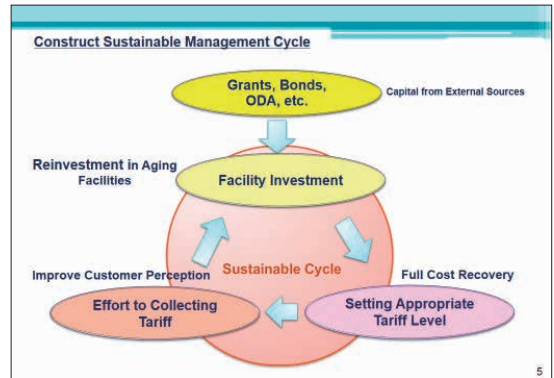 Construct Sustainable Management Cycle
Grants, Bonds,
ODA, etc.
Capital from External Sources
Reinvestment in Aging
Facilities
Facility Investment
Sustainable Cycle
Improve Customer Perception
Full Cost Recovery
Effort to Collecting
Tariff
Setting Appropriate
Tariff Level
5